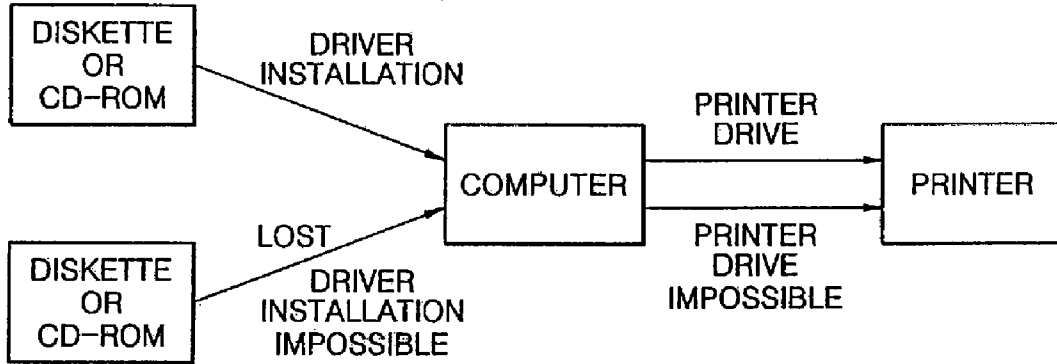 DISKETTE
OR
CD-ROM
DRIVER
INSTALLATION
COMPUTER
PRINTER
DRIVE
PRINTER
LOST
DRIVER
INSTALLATION
IMPOSSIBLE
PRINTER
DRIVE
IMPOSSIBLE
DISKETTE
OR
CD-ROM